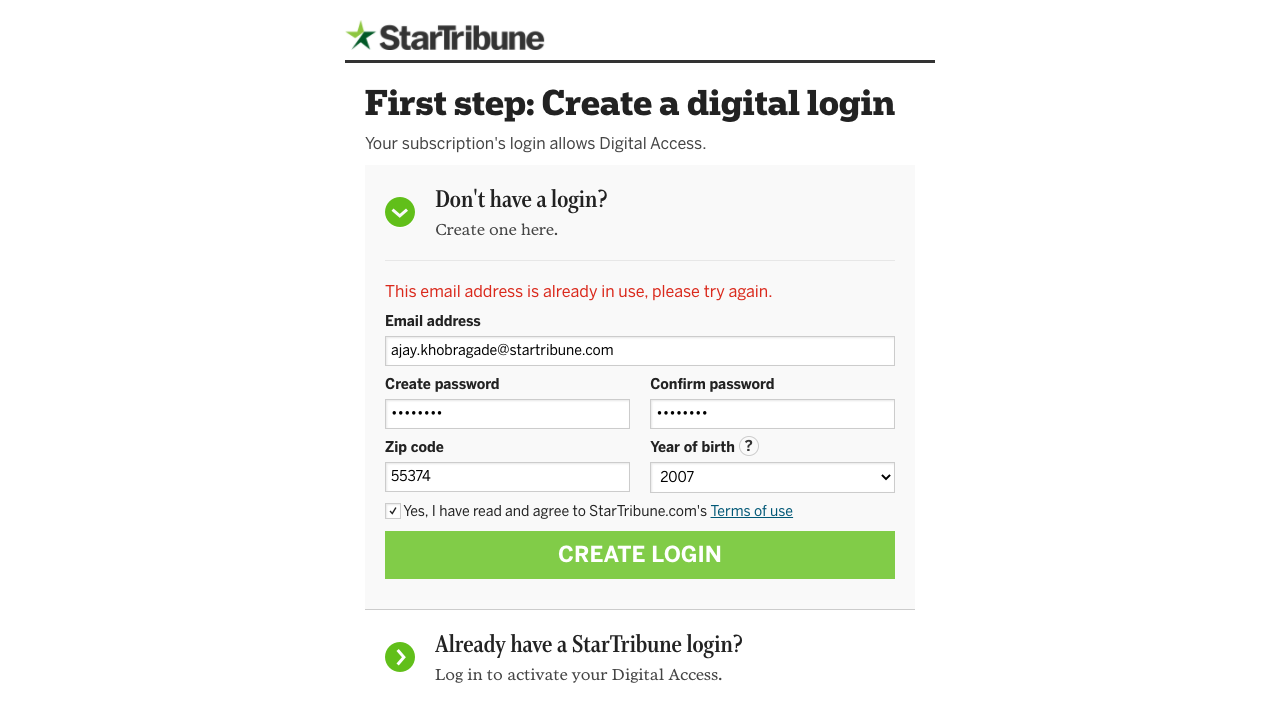 StarTribune
First step: Create a digital login
Your subscription's login allows Digital Access.
Don't have a login?
Create one here.
This email address is already in use, please try again.
Email address
ajay.khobragade@startribune.com
Create password
Confirm password
••••••••
••••••••
Zip code
Year of birth ?
55374
2007
Yes, I have read and agree to StarTribune.com's Terms of use
CREATE LOGIN
Already have a StarTribune login?
Log in to activate your Digital Access.